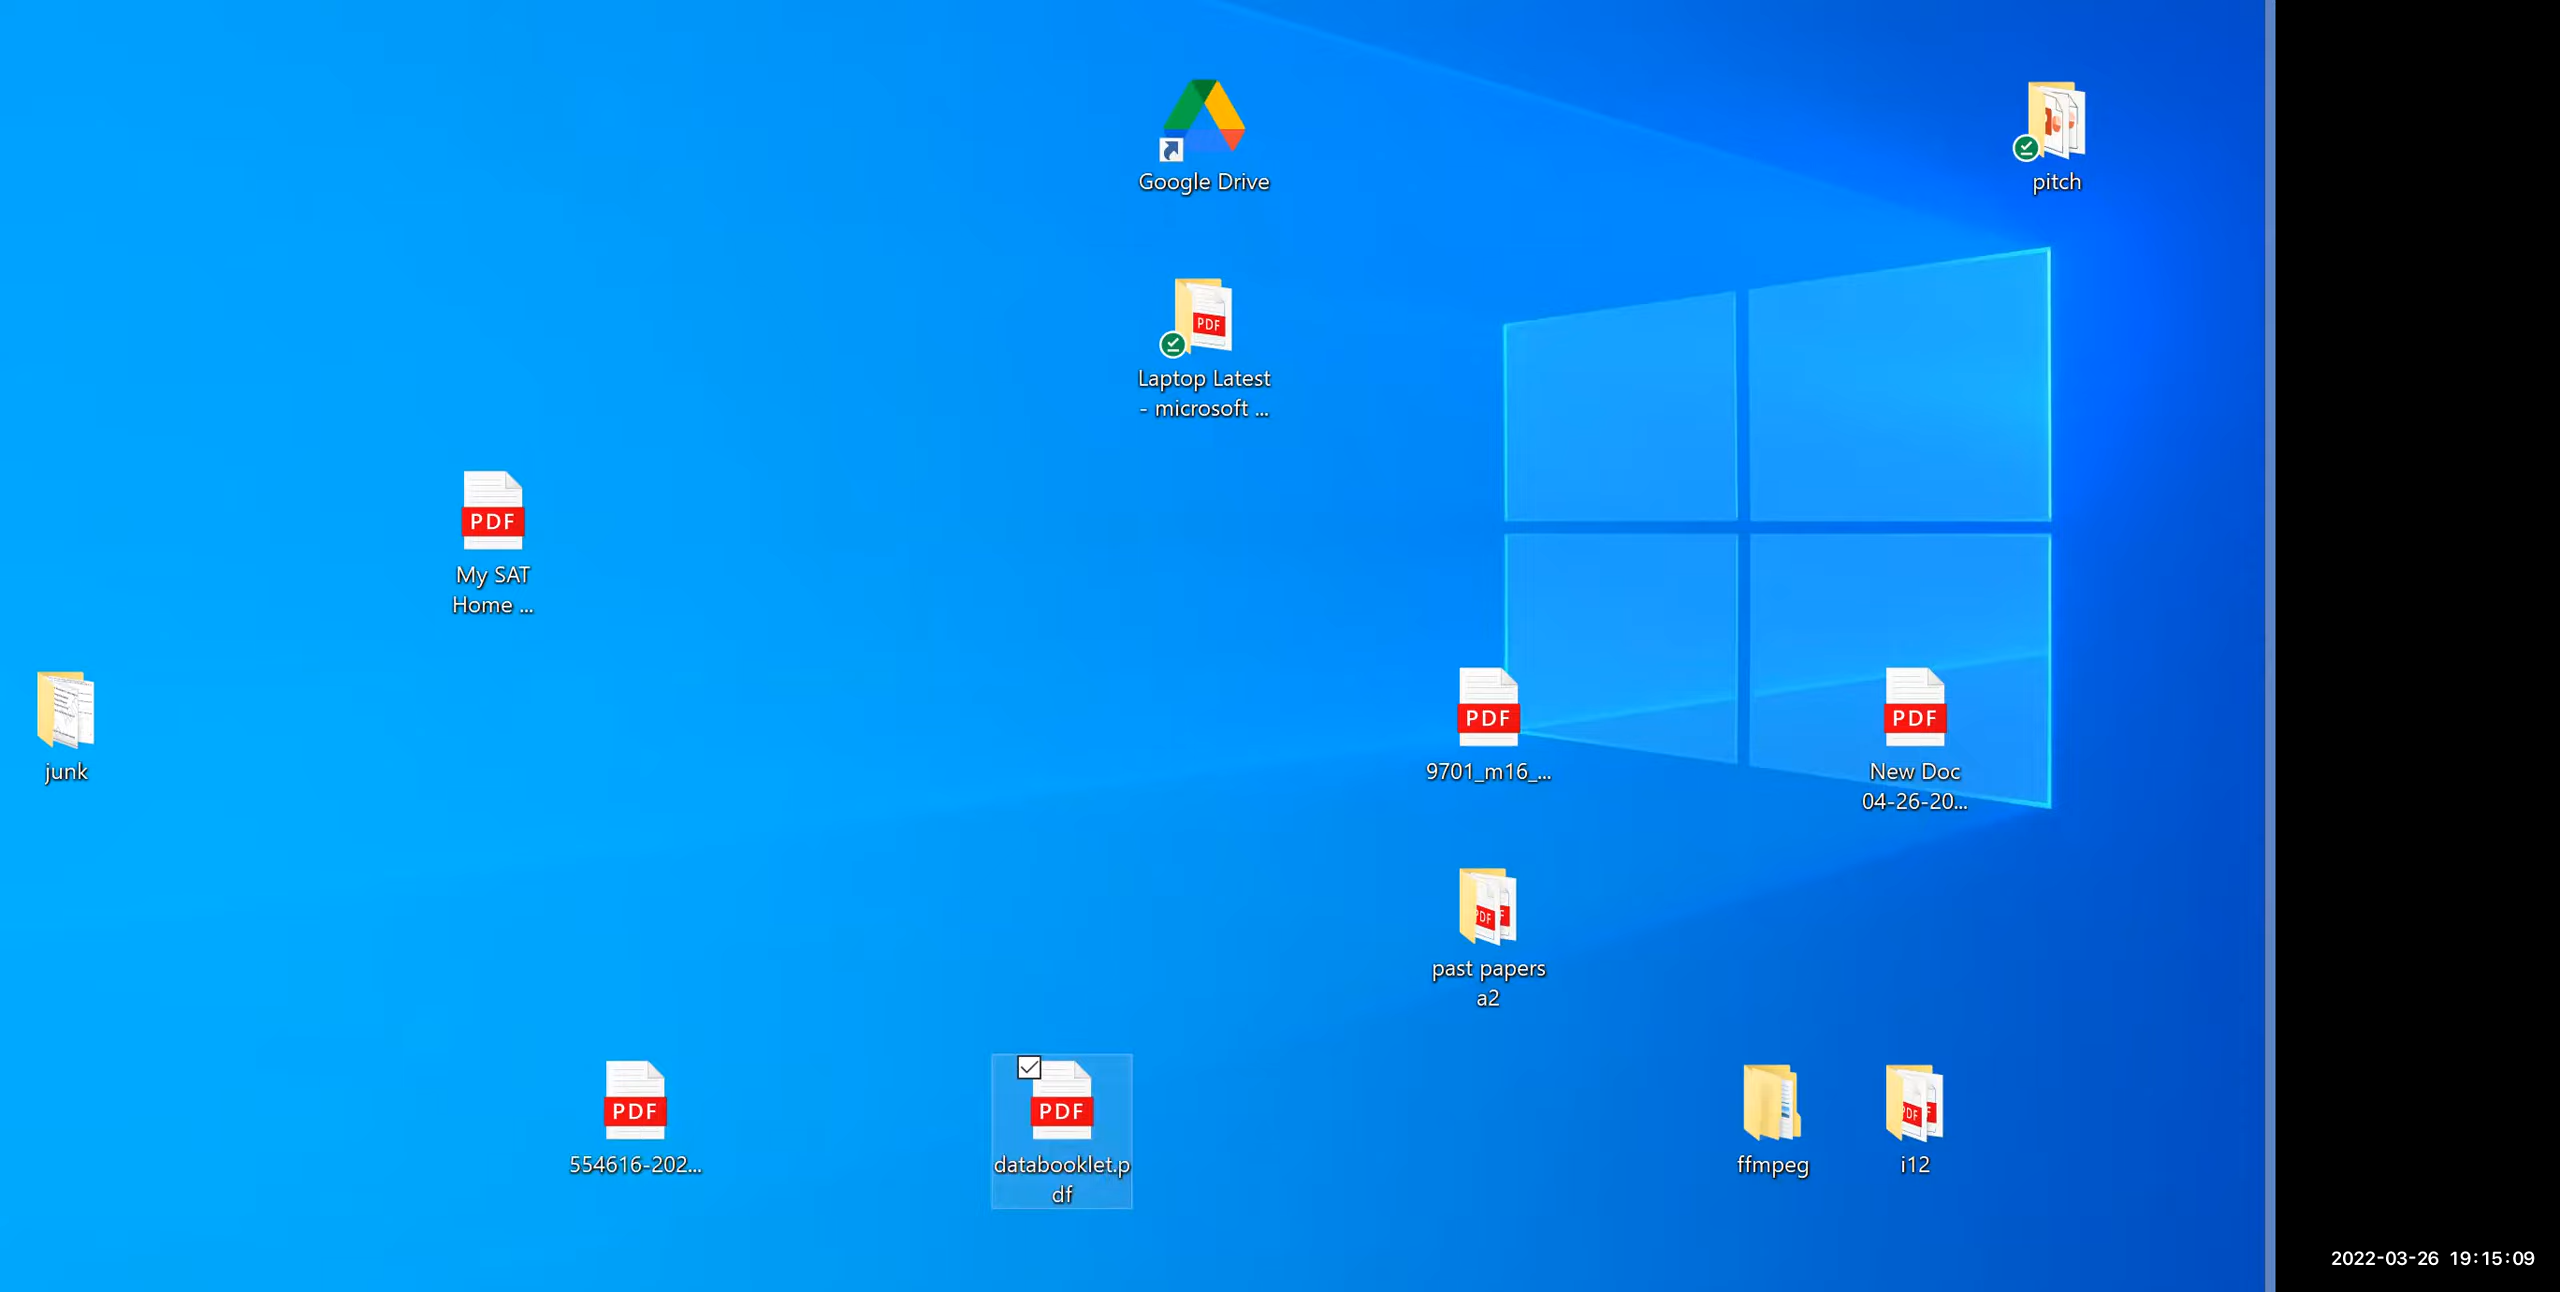 Google Drive
pitch
PDF
Laptop Latest
- microsoft ...
PDF
My SAT
Home ...
junk
PDF
9701_m16_...
PDF
New Doc
04-26-20...
PDF
past papers
a2
PDF
554616-202...
PDF
databooklet.p
df
ffmpeg
PDF
i12
2022-03-26 19:15:09